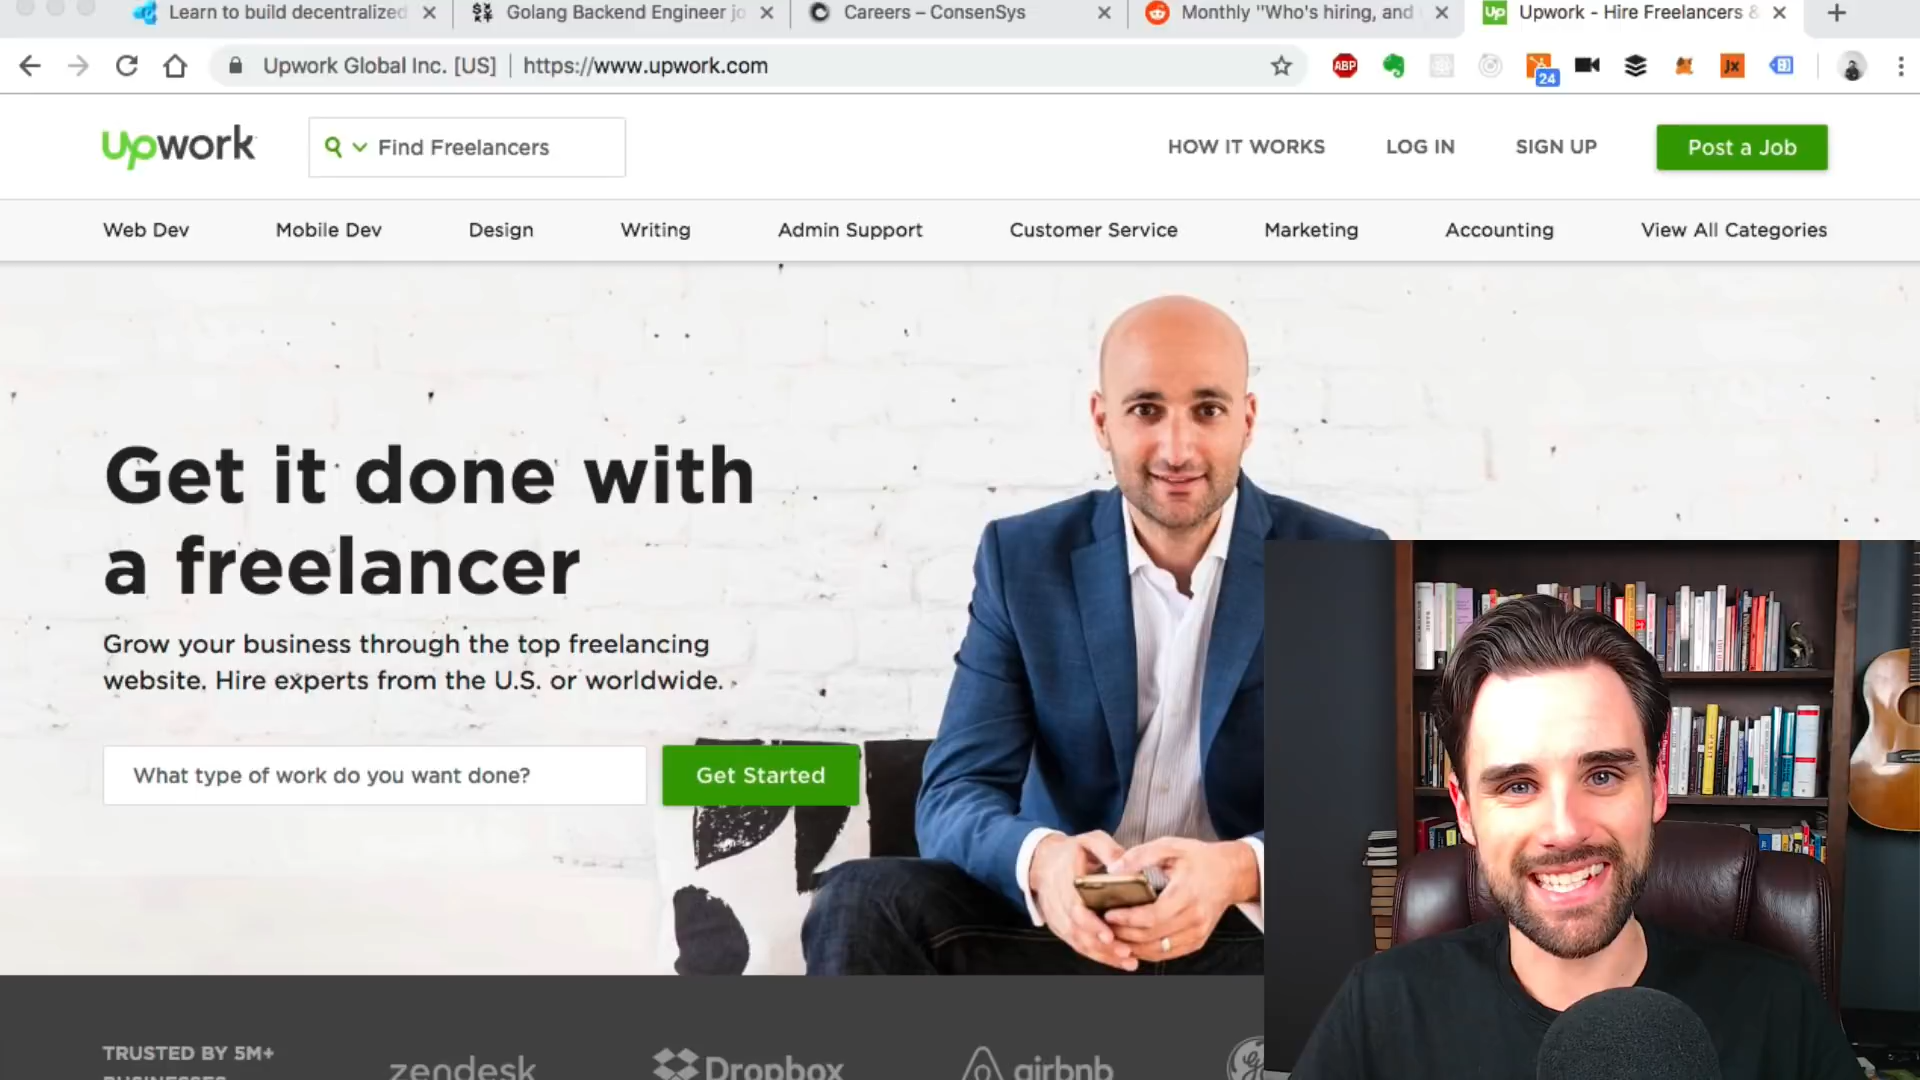 Learn to build decentralized
Golang Backend Engineer jo
Careers – ConsenSys
Monthly "Who's hiring, and
Upwork - Hire Freelancers &
Upwork Global Inc. [US] | https://www.upwork.com
ABP
24
Jx
Upwork
Find Freelancers
HOW IT WORKS
LOG IN
SIGN UP
Post a Job
Web Dev
Mobile Dev
Design
Writing
Admin Support
Customer Service
Marketing
Accounting
View All Categories
Get it done with
a freelancer
Grow your business through the top freelancing
website. Hire experts from the U.S. or worldwide.
What type of work do you want done?
Get Started
TRUSTED BY 5M+
BUSINESSES
zendesk
Dropbox
airbnb